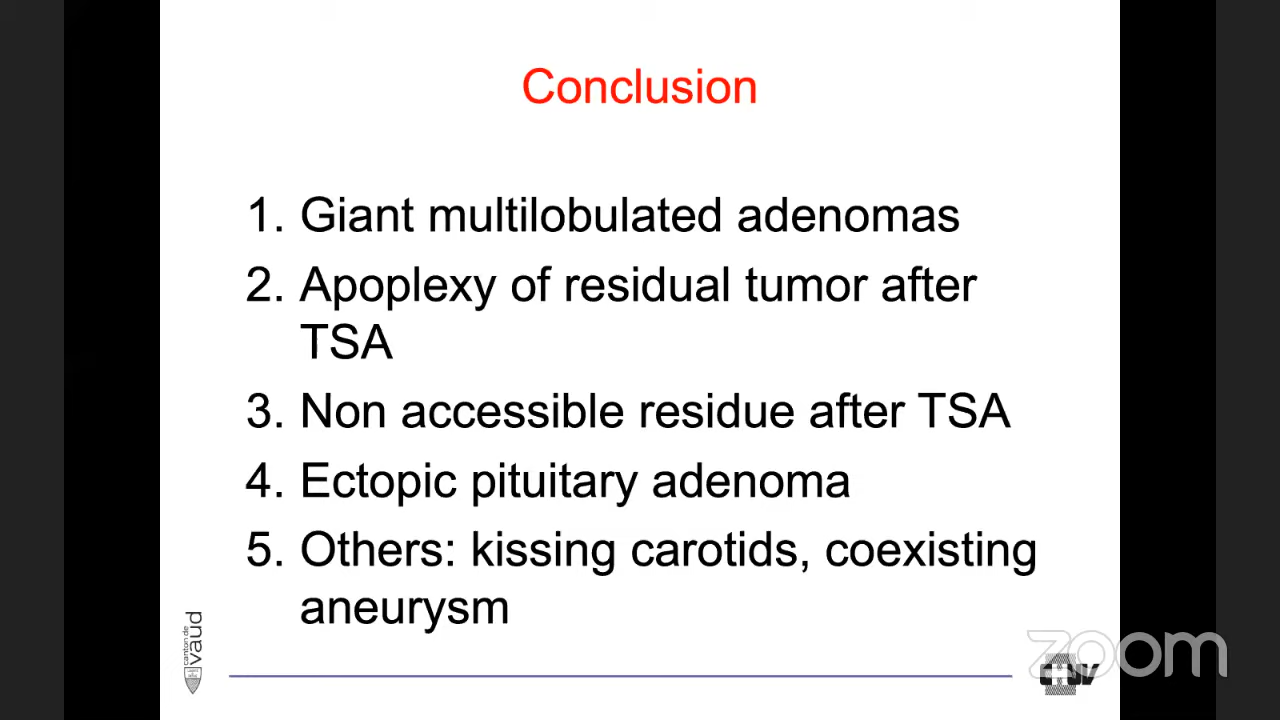 Conclusion
1. Giant multilobulated adenomas
2. Apoplexy of residual tumor after
TSA
3. Non accessible residue after TSA
4. Ectopic pituitary adenoma
5. Others: kissing carotids, coexisting
aneurysm
canton de
vaud
zoom